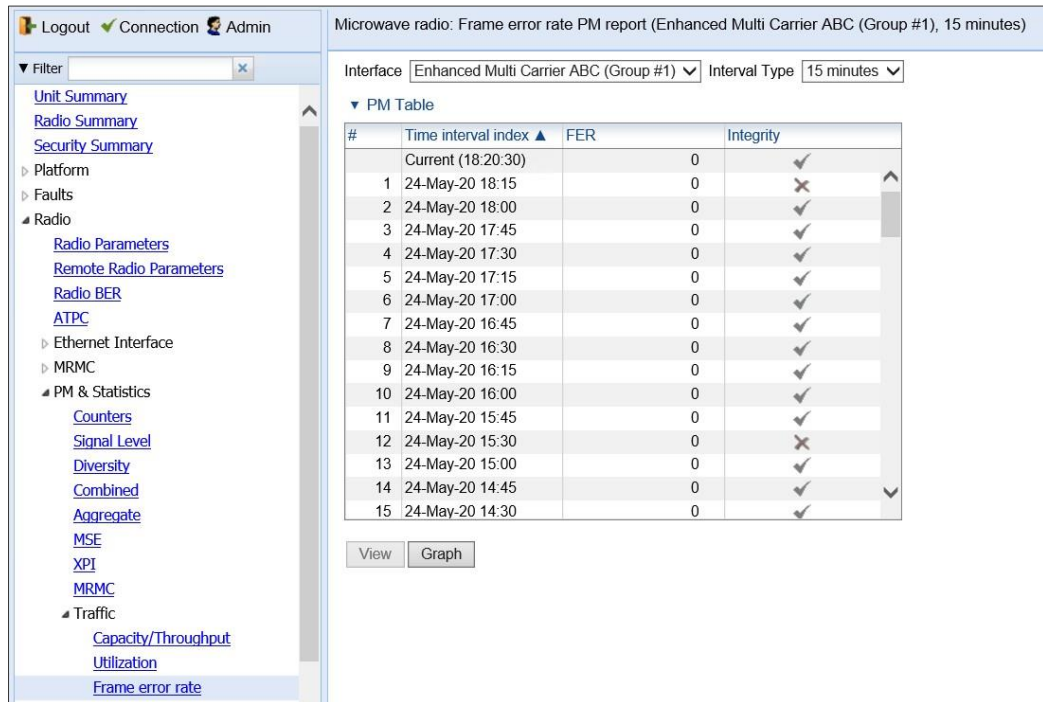 Logout Connection Admin
Filter
Unit Summary
Radio Summary
Security Summary
Platform
Faults
Radio
Radio Parameters
Remote Radio Parameters
Radio BER
ATPC
Ethernet Interface
MRMC
PM & Statistics
Counters
Signal Level
Diversity
Combined
Aggregate
MSE
XPI
MRMC
Traffic
Capacity/Throughput
Utilization
Frame error rate
Microwave radio: Frame error rate PM report (Enhanced Multi Carrier ABC (Group #1), 15 minutes)
Interface Enhanced Multi Carrier ABC (Group #1) Interval Type 15 minutes
PM Table
# Time interval index ▲ FER Integrity
Current (18:20:30) 0
1 24-May-20 18:15 0
2 24-May-20 18:00 0
3 24-May-20 17:45 0
4 24-May-20 17:30 0
5 24-May-20 17:15 0
6 24-May-20 17:00 0
7 24-May-20 16:45 0
8 24-May-20 16:30 0
9 24-May-20 16:15 0
10 24-May-20 16:00 0
11 24-May-20 15:45 0
12 24-May-20 15:30 0
13 24-May-20 15:00 0
14 24-May-20 14:45 0
15 24-May-20 14:30 0
View Graph